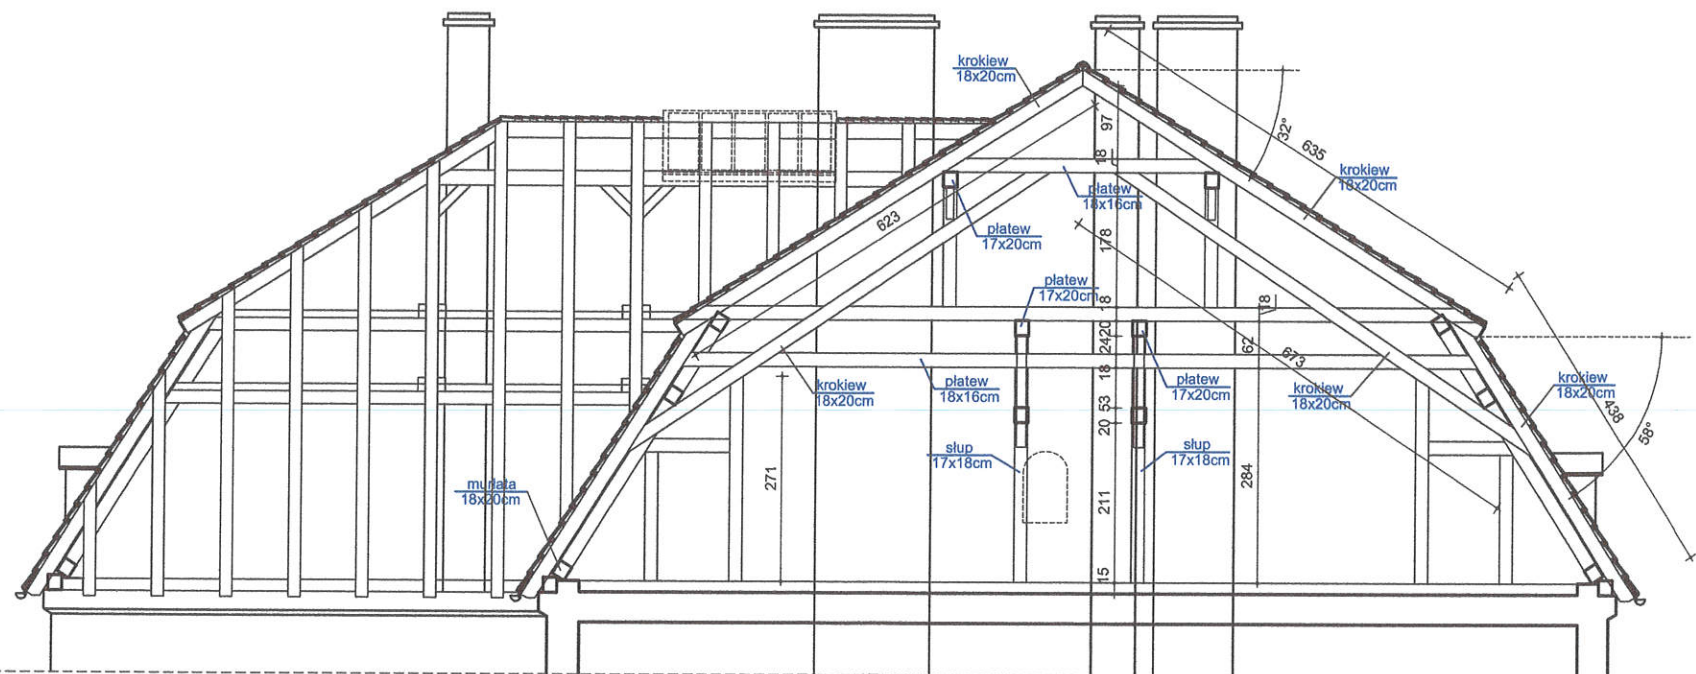 krokiew
18x20cm
97
32°
635
18
krokiew
18x20cm
płatew
18x16cm
623
płatew
17x20cm
178
płatew
17x20cm
18
18
20
24
62
673
18
krokiew
18x20cm
płatew
18x16cm
płatew
17x20cm
krokiew
18x20cm
krokiew
18x20cm
53
438
20
58°
słup
17x18cm
słup
17x18cm
271
284
murłata
18x20cm
211
15